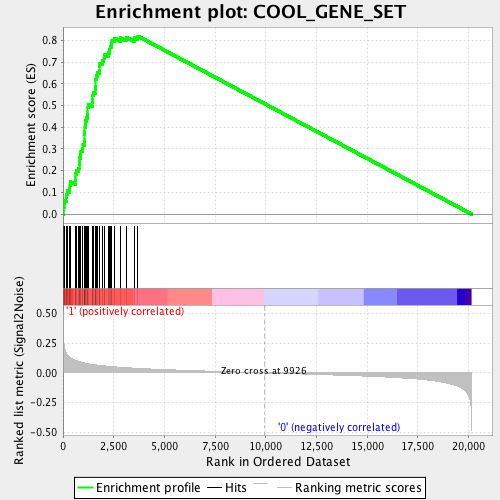 Enrichment plot: COOL_GENE_SET
Enrichment score (ES)
0.8
0.7
0.6
0.5
0.4
0.3
0.2
0.1
0.0
'1' (positively correlated)
Ranked list metric (Signal2Noise)
0.50
0.25
0.00
-0.25
-0.50
Zero cross at 9926
'0' (negatively correlated)
0 2,500 5,000 7,500 10,000 12,500 15,000 17,500 20,000
Rank in Ordered Dataset
Enrichment profile Hits Ranking metric scores